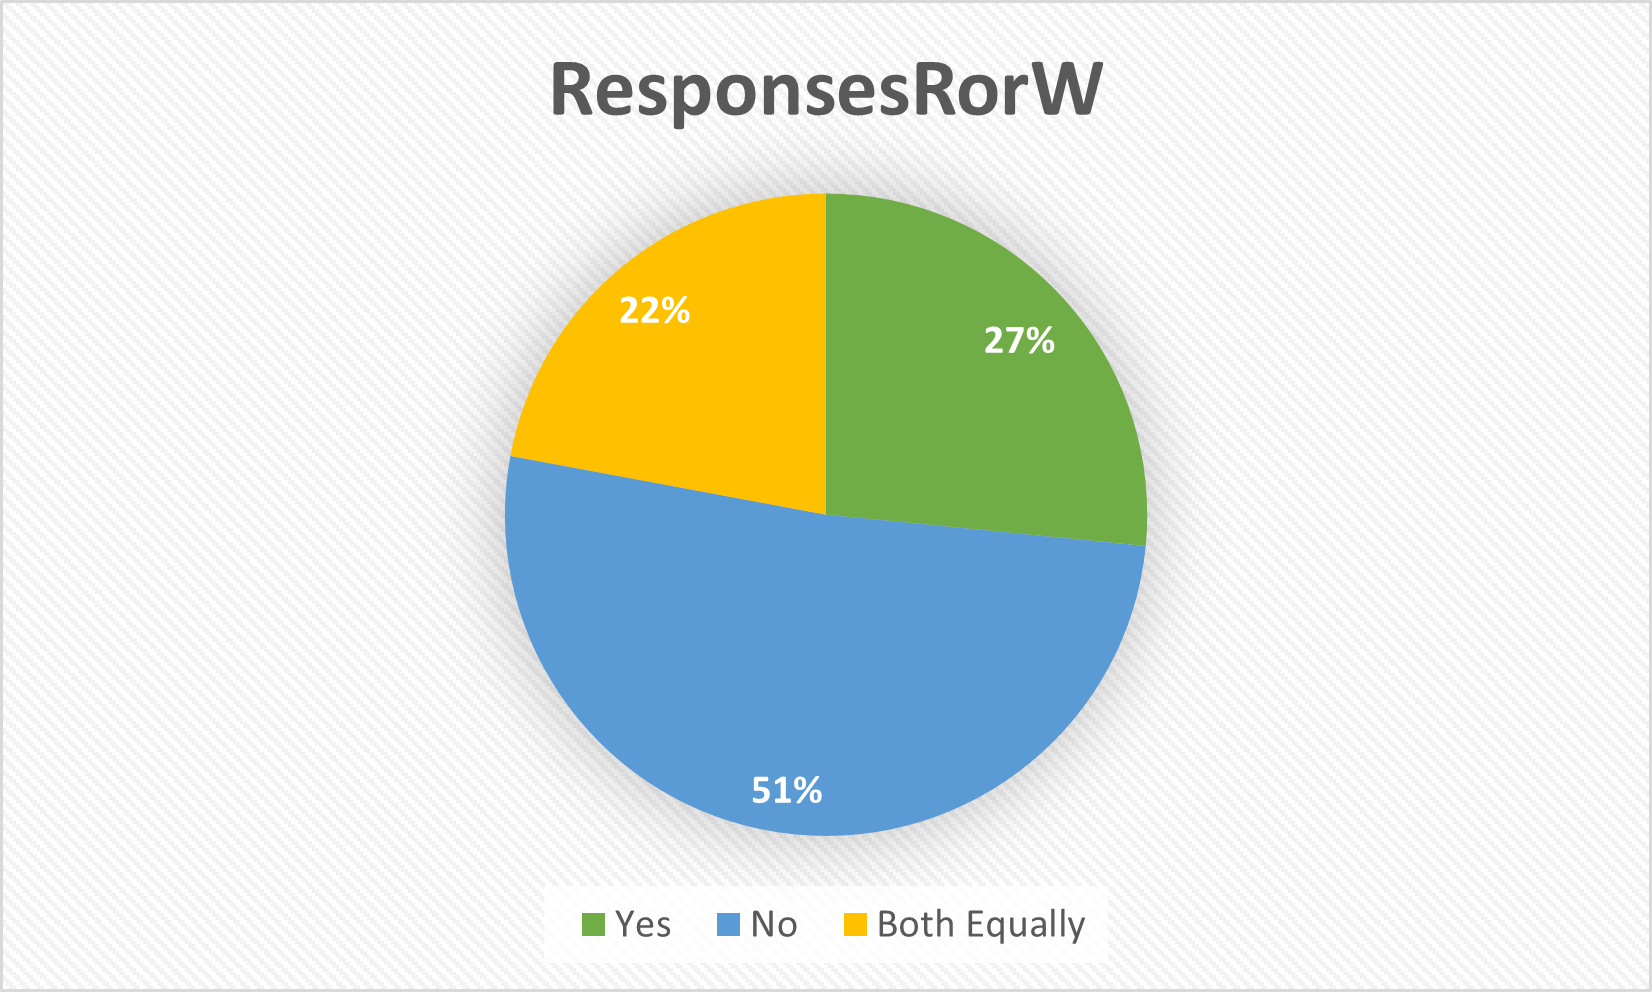 ResponsesRorW
22%
27%
51%
Yes No Both Equally